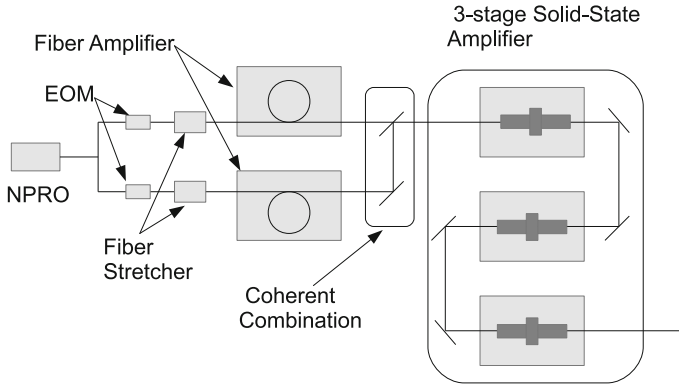 3-stage Solid-State
Amplifier
Fiber Amplifier
EOM
NPRO
Fiber
Stretcher
Coherent
Combination